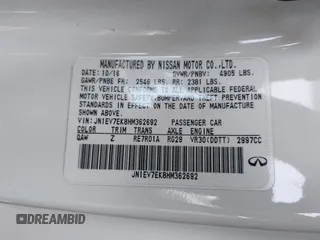 MANUFACTURED BY NISSAN MOTOR CO.,LTD.
10/16 GVWR/PNBV: 4905 LBS.
GAWR/PNBE FR: 2546 LBS. RR: 2381 LBS.
THIS VEHICLE CONFORMS TO ALL APPLICABLE
FEDERAL MOTOR VEHICLE SAFETY,BUMPER,AND THEFT PREVENTION
STANDARDS IN EFFECT ON THE DATE OF MANUFACTURE SHOWN ABOVE.
VIN:JN1EV7EK8HM362692 PASSENGER CAR
CLR TRIM TRANS AXLE ENGINE
QAW Z RE7R01A RG29 VR30(DDTT) 2997CC
JN1EV7EK8HM362692
INFINITI
DREAMBID